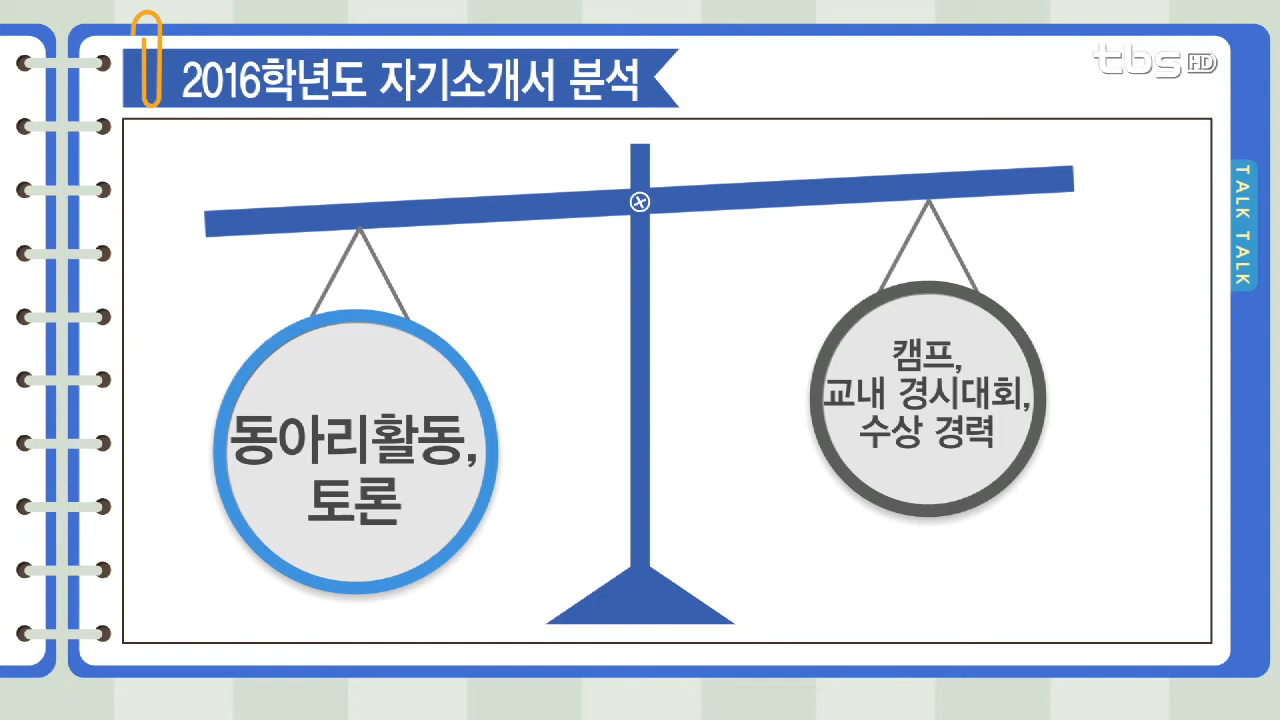 2016학년도 자기소개서 분석
tbs HD
TALK TALK
동아리활동,
토론
캠프,
교내 경시대회,
수상 경력